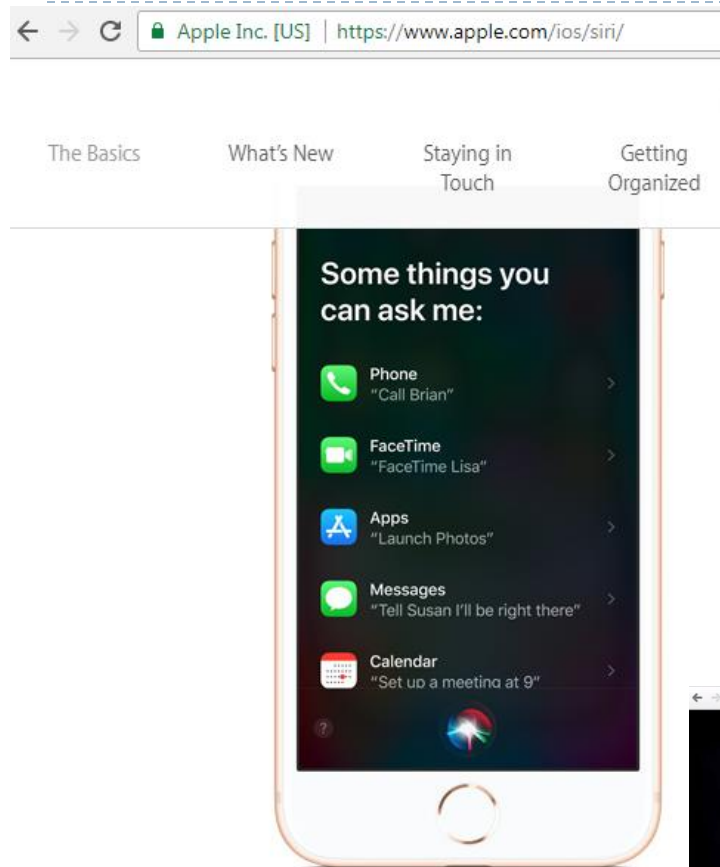 Apple Inc. [US] | https://www.apple.com/ios/siri/
The Basics
What's New
Staying in
Touch
Getting
Organized
Some things you
can ask me:
Phone
"Call Brian"
FaceTime
"FaceTime Lisa"
Apps
"Launch Photos"
Messages
"Tell Susan I'll be right there"
Calendar
"Set up a meeting at 9"
?